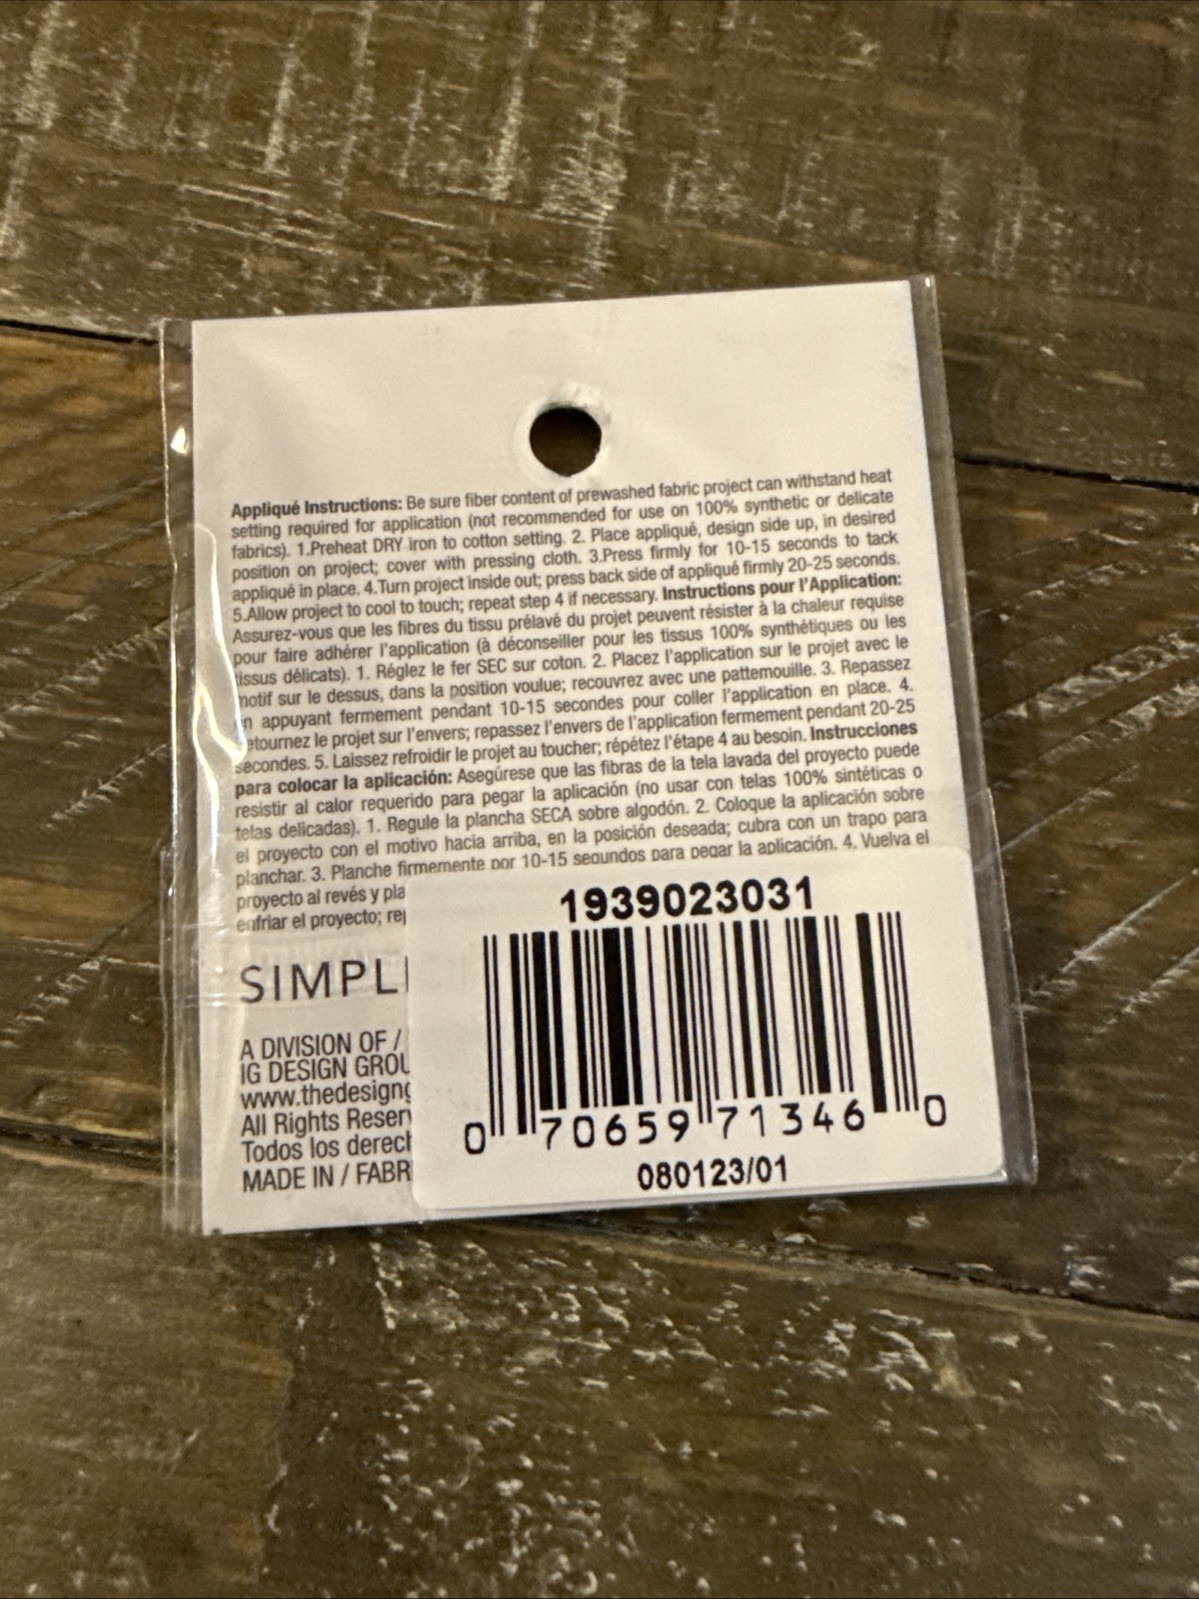 Appliqué Instructions: Be sure fiber content of prewashed fabric project can withstand heat
setting required for application (not recommended for use on 100% synthetic or delicate
fabrics). 1.Preheat DRY iron to cotton setting. 2. Place appliqué, design side up, in desired
position on project; cover with pressing cloth. 3.Press firmly for 10-15 seconds to tack
appliqué in place. 4.Turn project inside out; press back side of appliqué firmly 20-25 seconds.
5.Allow project to cool to touch; repeat step 4 if necessary. Instructions pour l'Application:
Assurez-vous que les fibres du tissu prélavé du projet peuvent résister à la chaleur requise
pour faire adhérer l'application (à déconseiller pour les tissus 100% synthétiques ou les
tissus délicats). 1. Réglez le fer SEC sur coton. 2. Placez l'application sur le projet avec le
motif sur le dessus, dans la position voulue; recouvrez avec une pattemouille. 3. Repassez
n appuyant fermement pendant 10-15 secondes pour coller l'application en place. 4.
etournez le projet sur l'envers; repassez l'envers de l'application fermement pendant 20-25
secondes. 5. Laissez refroidir le projet au toucher; répétez l'étape 4 au besoin. Instrucciones
para colocar la aplicación: Asegúrese que las fibras de la tela lavada del proyecto puede
resistir al calor requerido para pegar la aplicación (no usar con telas 100% sintéticas o
telas delicadas). 1. Regule la plancha SECA sobre algodón. 2. Coloque la aplicación sobre
el proyecto con el motivo hacia arriba, en la posición deseada; cubra con un trapo para
planchar. 3. Planche firmemente por 10-15 segundos para pegar la aplicación. 4. Vuelva el
proyecto al revés y pla
enfriar el proyecto; rep
SIMPLI
A DIVISION OF /
IG DESIGN GROU
www.thedesigng
All Rights Reserv
Todos los derech
MADE IN / FABR
1939023031
0 70659 71346 0
080123/01